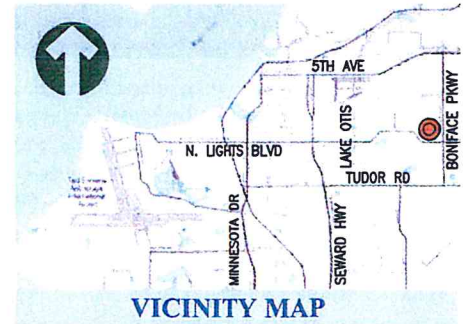 5TH AVE
N. LIGHTS BLVD
LAKE OTIS
BONIFACE PKWY
TUDOR RD
MINNESOTA DR
SEWARD HWY
VICINITY MAP